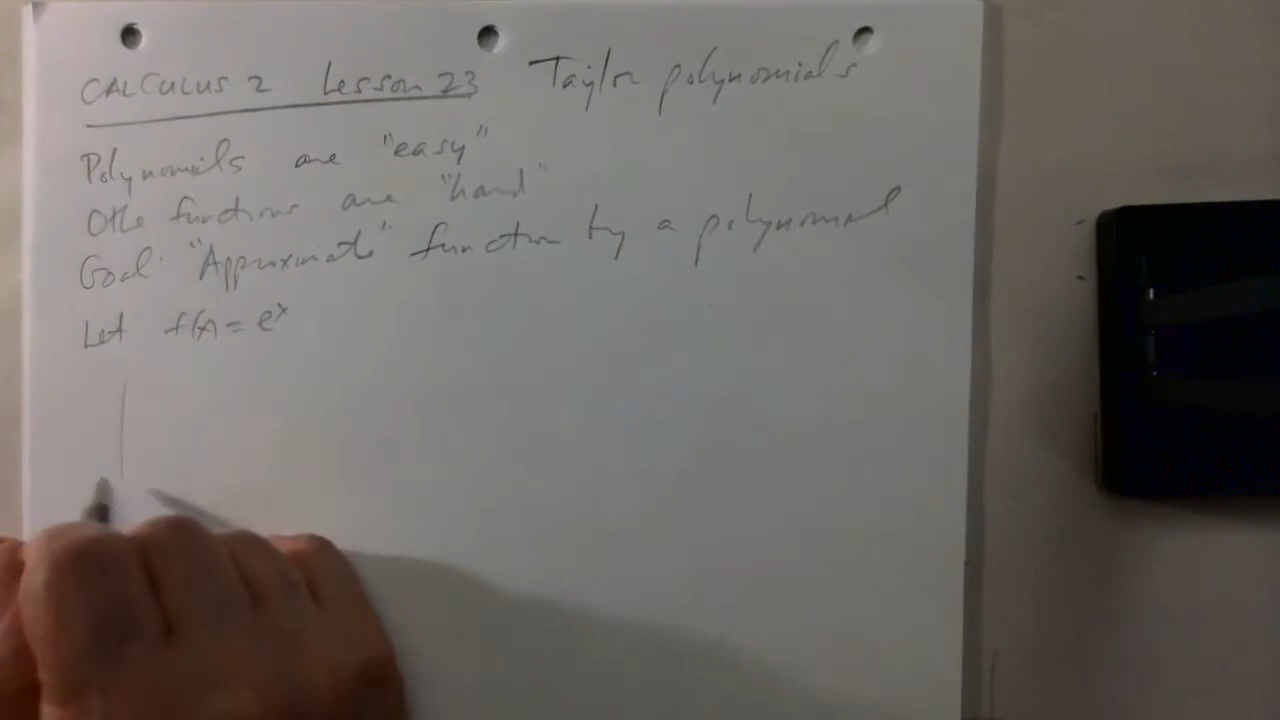 CALCULUS 2 Lesson 23 Taylor polynomials
Polynomials are "easy"
Other functions are "hard"
Goal: "Approximate" function by a polynomial
Let f(x) = eˣ